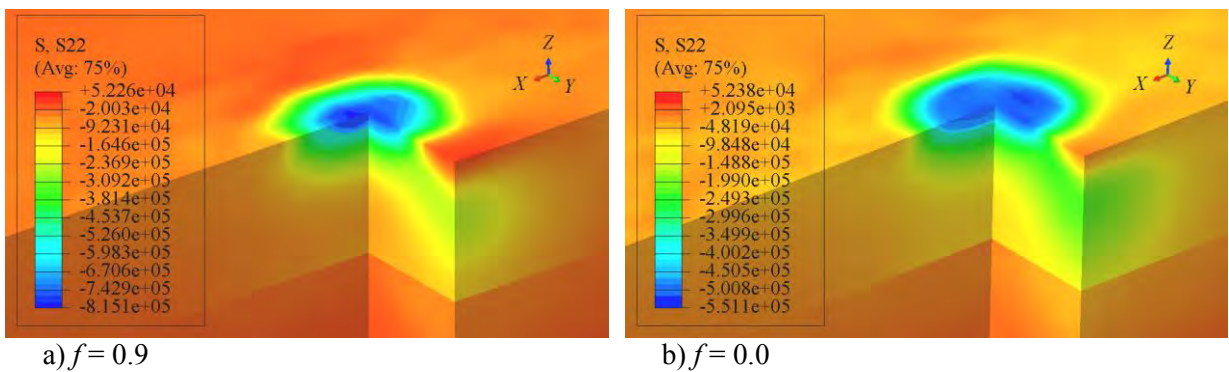 S, S22
(Avg: 75%)
+5.226e+04
-2.003e+04
-9.231e+04
-1.646e+05
-2.369e+05
-3.092e+05
-3.814e+05
-4.537e+05
-5.260e+05
-5.983e+05
-6.706e+05
-7.429e+05
-8.151e+05
Z
X
Y
a) f = 0.9
S, S22
(Avg: 75%)
+5.238e+04
+2.095e+03
-4.819e+04
-9.848e+04
-1.488e+05
-1.990e+05
-2.493e+05
-2.996e+05
-3.499e+05
-4.002e+05
-4.505e+05
-5.008e+05
-5.511e+05
Z
X
Y
b) f = 0.0